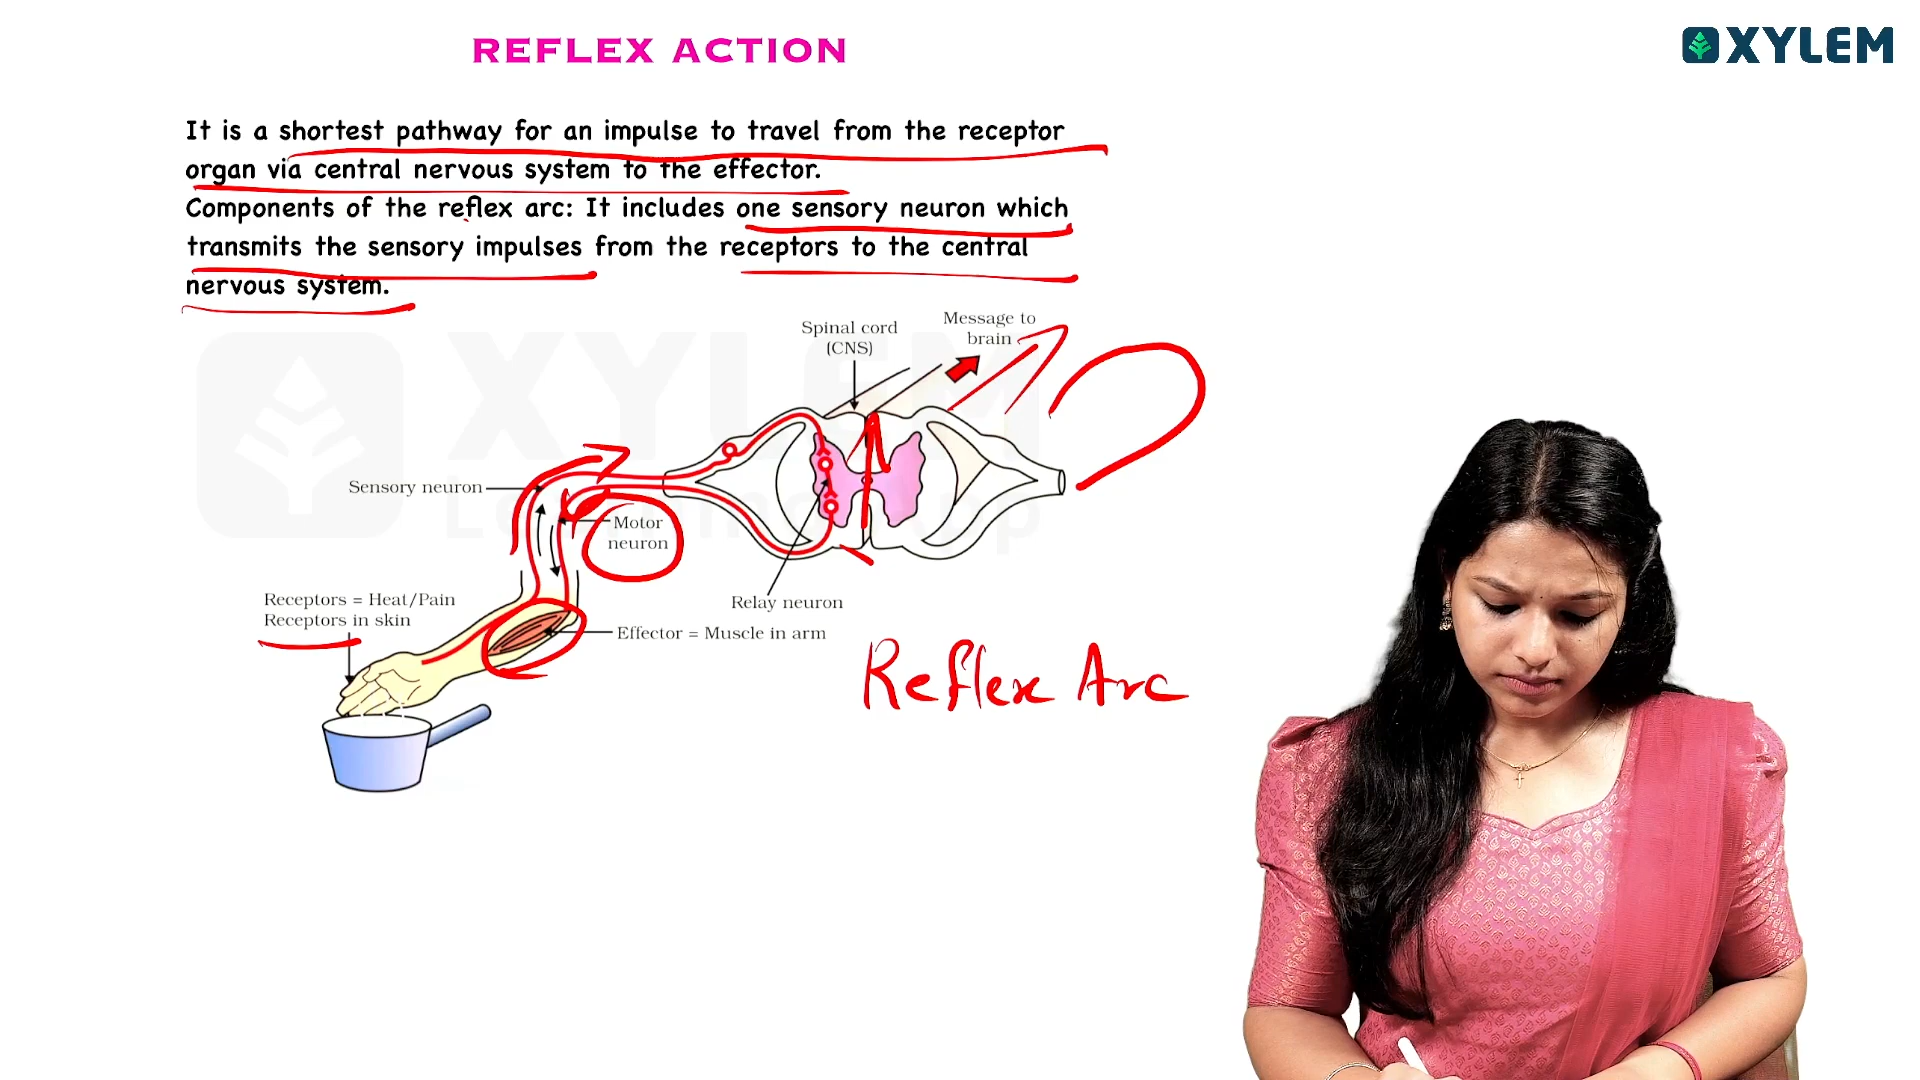 REFLEX ACTION
XYLEM
It is a shortest pathway for an impulse to travel from the receptor
organ via central nervous system to the effector.
Components of the reflex arc: It includes one sensory neuron which
transmits the sensory impulses from the receptors to the central
nervous system.
Spinal cord
(CNS)
Message to
brain
Sensory neuron
Motor
neuron
Receptors = Heat/Pain
Receptors in skin
Relay neuron
Effector = Muscle in arm
Reflex Arc
XYLEM
Learning App